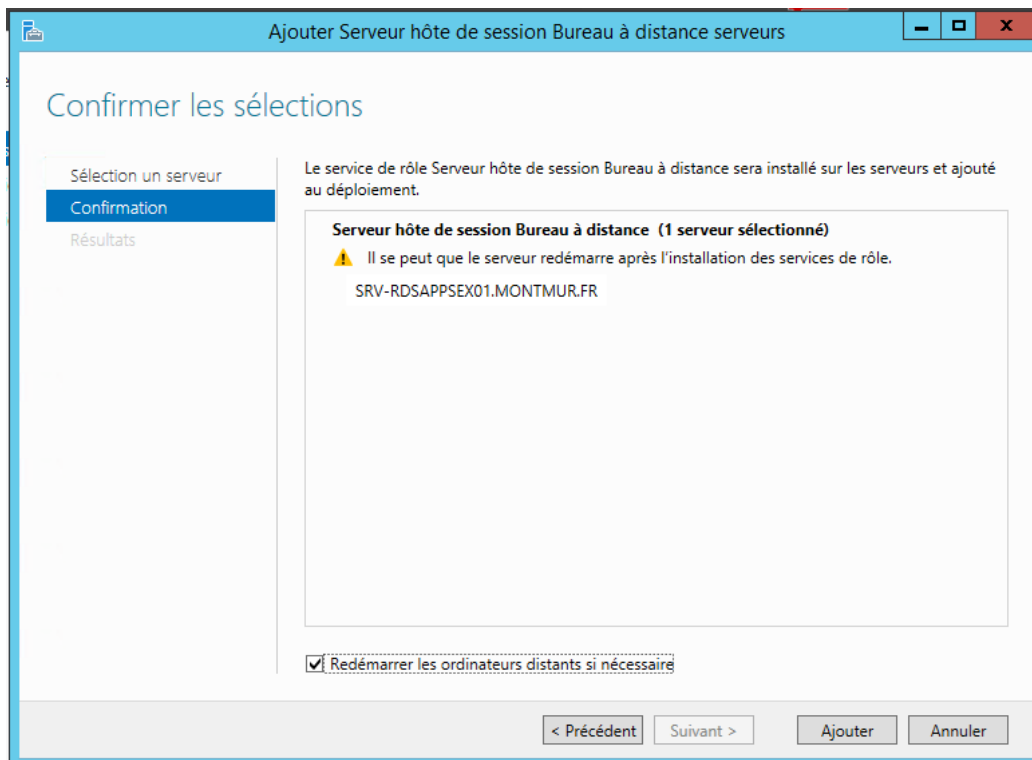 Ajouter Serveur hôte de session Bureau à distance serveurs
Confirmer les sélections
Sélection un serveur
Confirmation
Résultats
Le service de rôle Serveur hôte de session Bureau à distance sera installé sur les serveurs et ajouté
au déploiement.
Serveur hôte de session Bureau à distance (1 serveur sélectionné)
Il se peut que le serveur redémarre après l'installation des services de rôle.
SRV-RDSAPPSEX01.MONTMUR.FR
Redémarrer les ordinateurs distants si nécessaire
< Précédent
Suivant >
Ajouter
Annuler